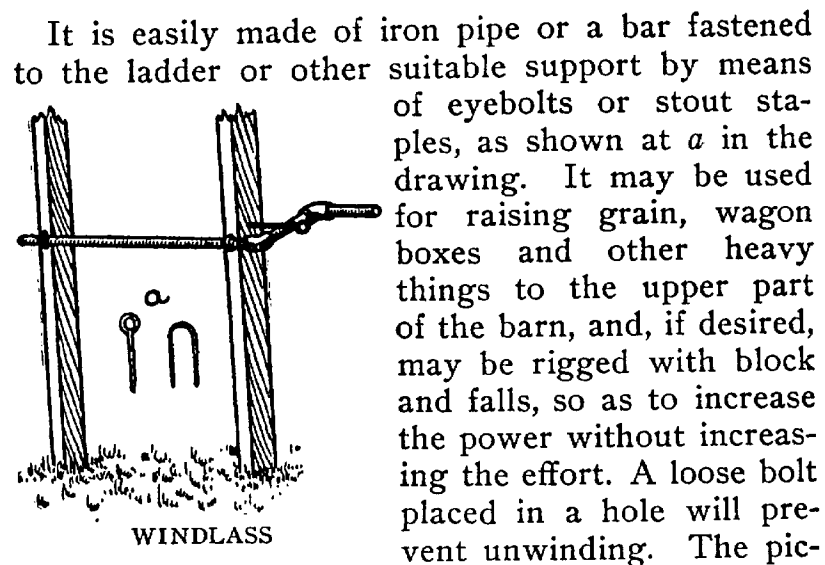 It is easily made of iron pipe or a bar fastened
to the ladder or other suitable support by means
of eyebolts or stout sta-
ples, as shown at a in the
drawing. It may be used
for raising grain, wagon
boxes and other heavy
things to the upper part
of the barn, and, if desired,
may be rigged with block
and falls, so as to increase
the power without increas-
ing the effort. A loose bolt
placed in a hole will pre-
vent unwinding. The pic-
a
WINDLASS